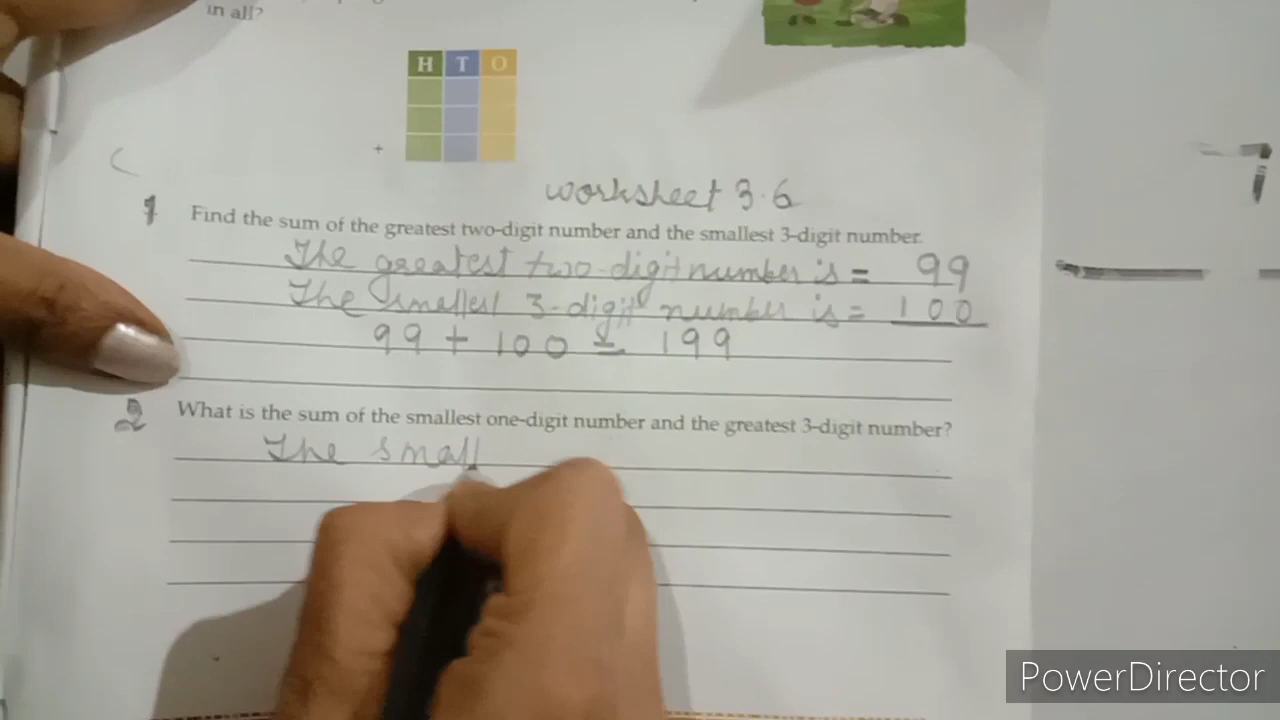 in all?
H T O
+
worksheet 3.6
1 Find the sum of the greatest two-digit number and the smallest 3-digit number.
The greatest two-digit number is = 99
The smallest 3-digit number is = 100
99 + 100 = 199
2 What is the sum of the smallest one-digit number and the greatest 3-digit number?
The small
PowerDirector